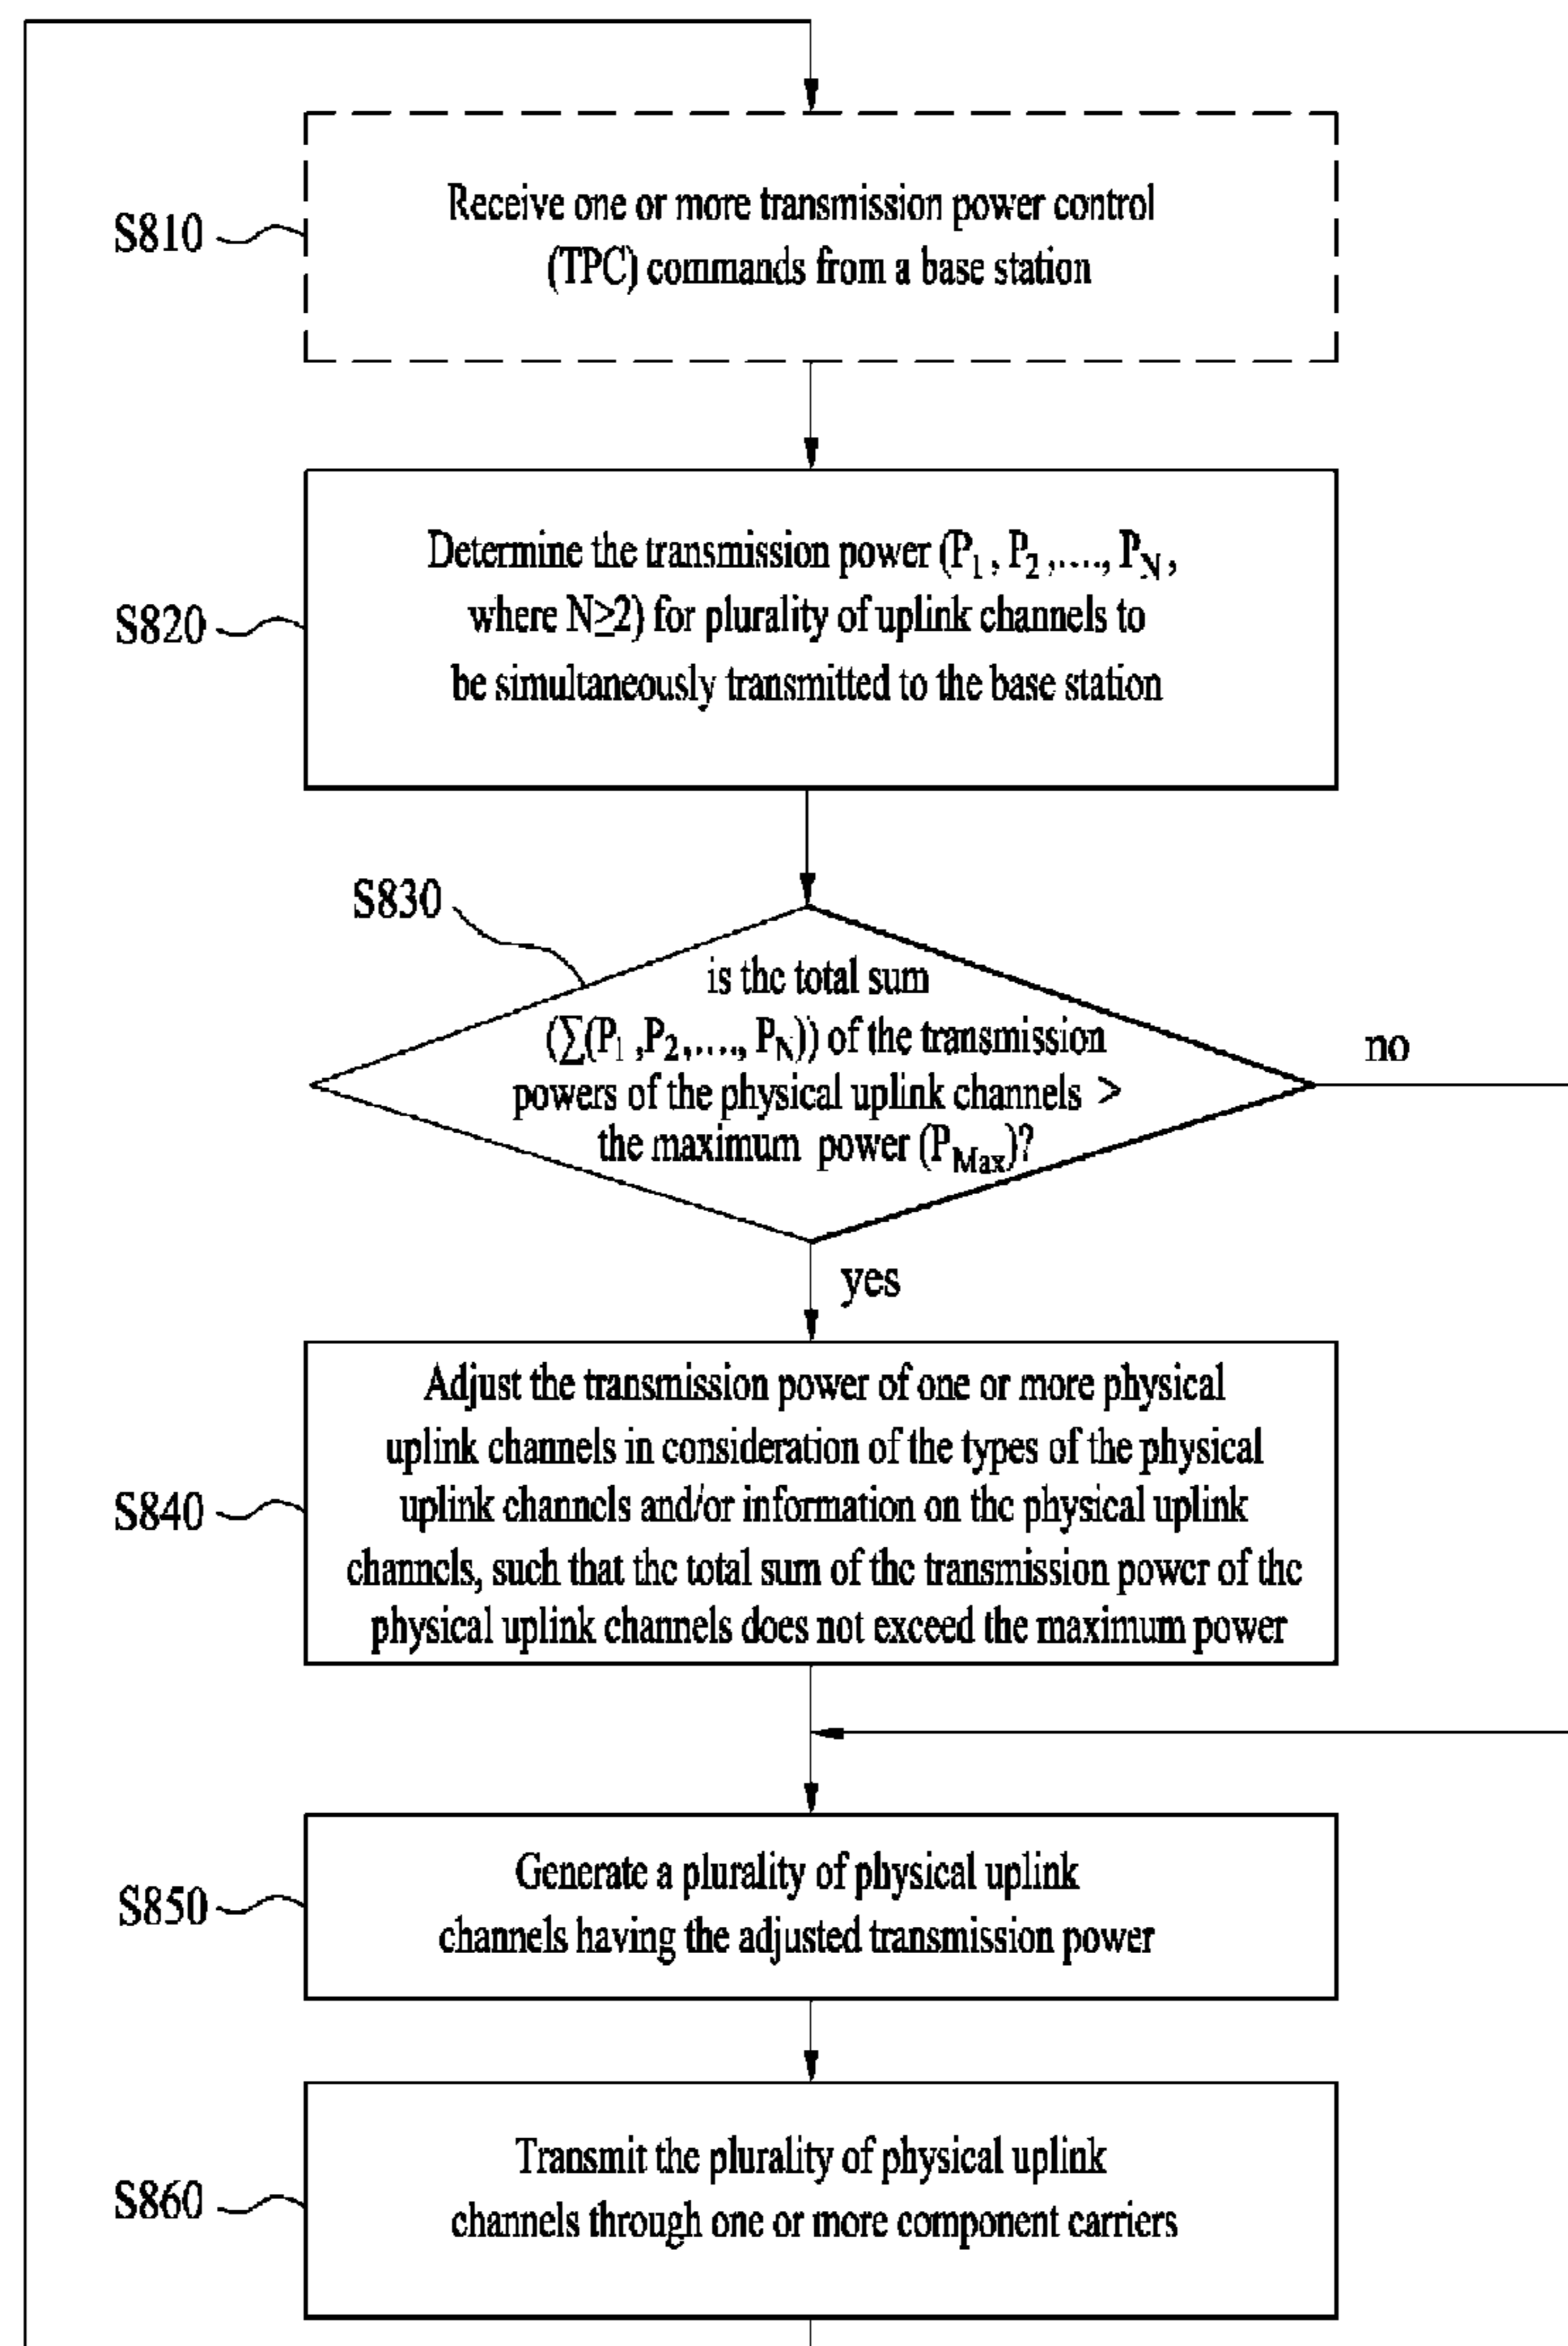 S810
Receive one or more transmission power control
(TPC) commands from a base station
S820
Determine the transmission power (P1, P2,...., PN,
where N≥2) for plurality of uplink channels to
be simultaneously transmitted to the base station
S830
is the total sum
(∑(P1,P2,...., PN)) of the transmission
powers of the physical uplink channels >
the maximum power (PMax)?
no
yes
S840
Adjust the transmission power of one or more physical
uplink channels in consideration of the types of the physical
uplink channels and/or information on the physical uplink
channels, such that the total sum of the transmission power of the
physical uplink channels does not exceed the maximum power
S850
Generate a plurality of physical uplink
channels having the adjusted transmission power
S860
Transmit the plurality of physical uplink
channels through one or more component carriers